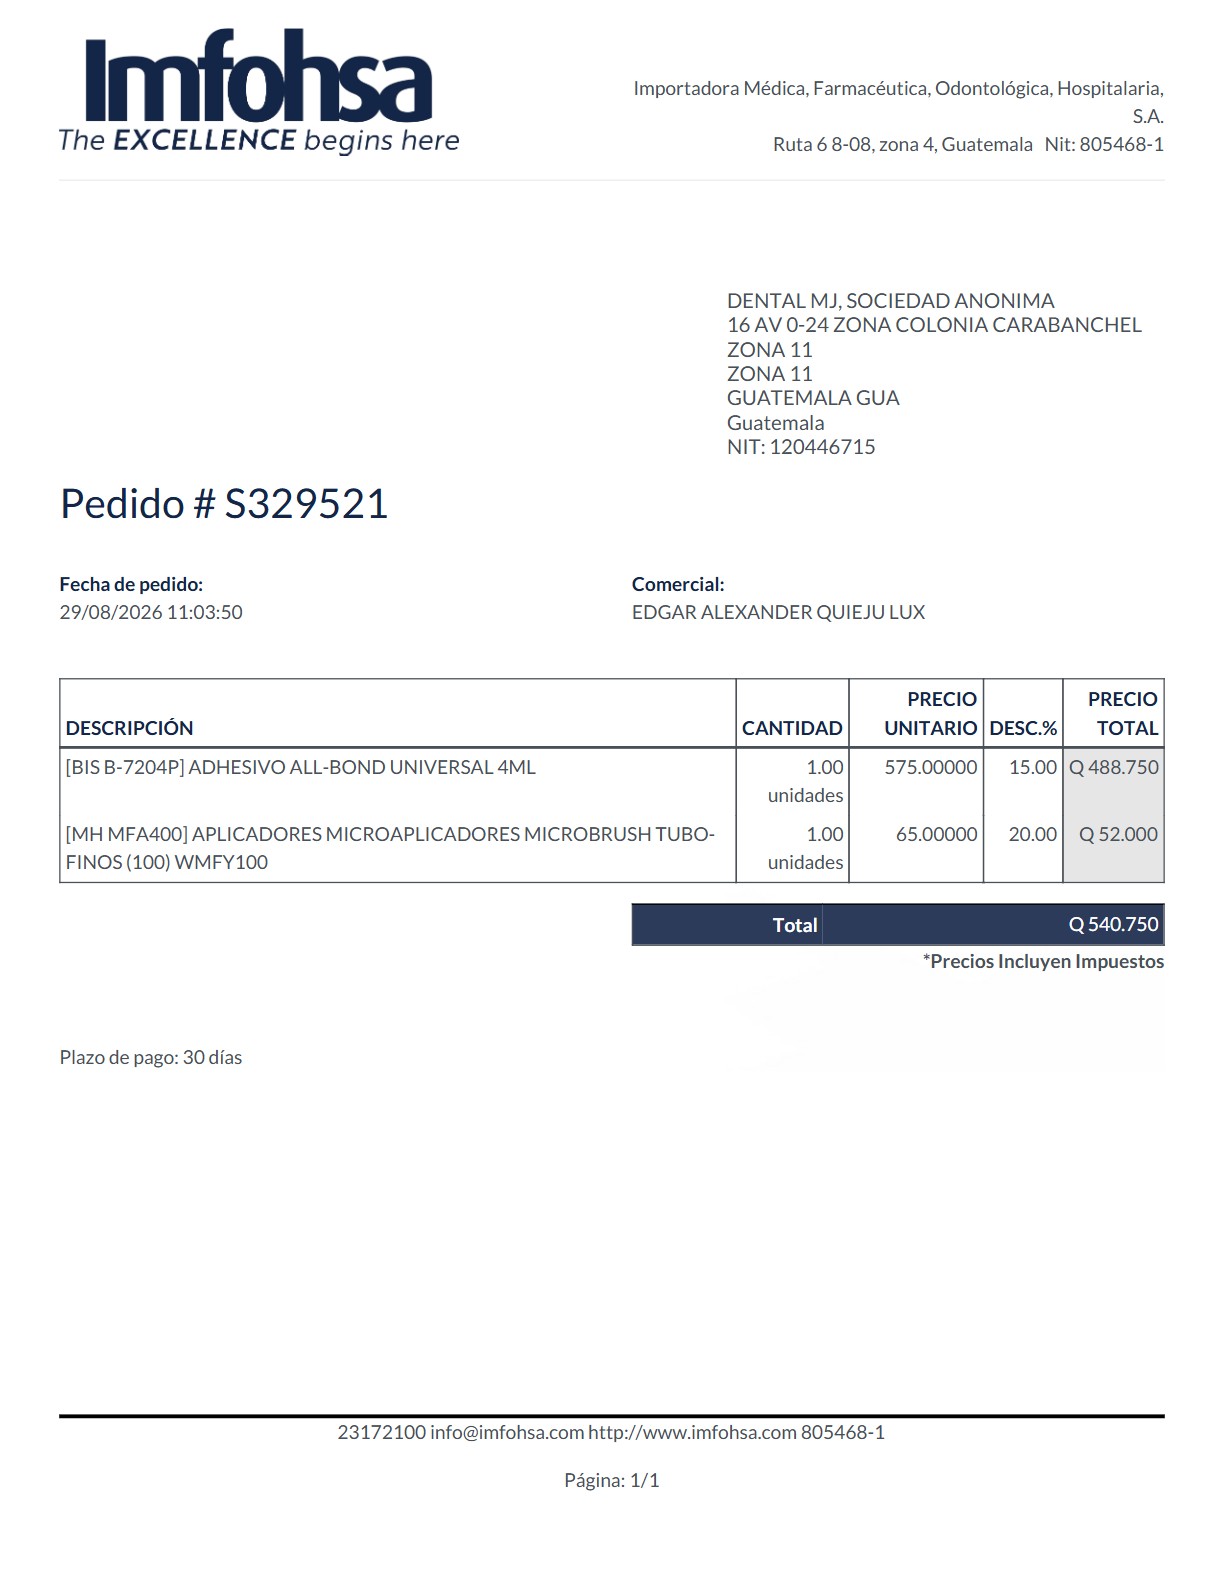 Imfohsa
The EXCELLENCE begins here
Importadora Médica, Farmacéutica, Odontológica, Hospitalaria,
S.A.
Ruta 6 8-08, zona 4, Guatemala Nit: 805468-1
DENTAL MJ, SOCIEDAD ANONIMA
16 AV 0-24 ZONA COLONIA CARABANCHEL
ZONA 11
ZONA 11
GUATEMALA GUA
Guatemala
NIT: 120446715
Pedido # S329521
Fecha de pedido: Comercial:
29/08/2026 11:03:50 EDGAR ALEXANDER QUIEJU LUX
PRECIO PRECIO
DESCRIPCIÓN CANTIDAD UNITARIO DESC.% TOTAL
[BIS B-7204P] ADHESIVO ALL-BOND UNIVERSAL 4ML 1.00 575.00000 15.00 Q 488.750
unidades
[MH MFA400] APLICADORES MICROAPLICADORES MICROBRUSH TUBO- 1.00 65.00000 20.00 Q 52.000
FINOS (100) WMFY100 unidades
Total Q 540.750
*Precios Incluyen Impuestos
Plazo de pago: 30 días
23172100 info@imfohsa.com http://www.imfohsa.com 805468-1
Página: 1/1